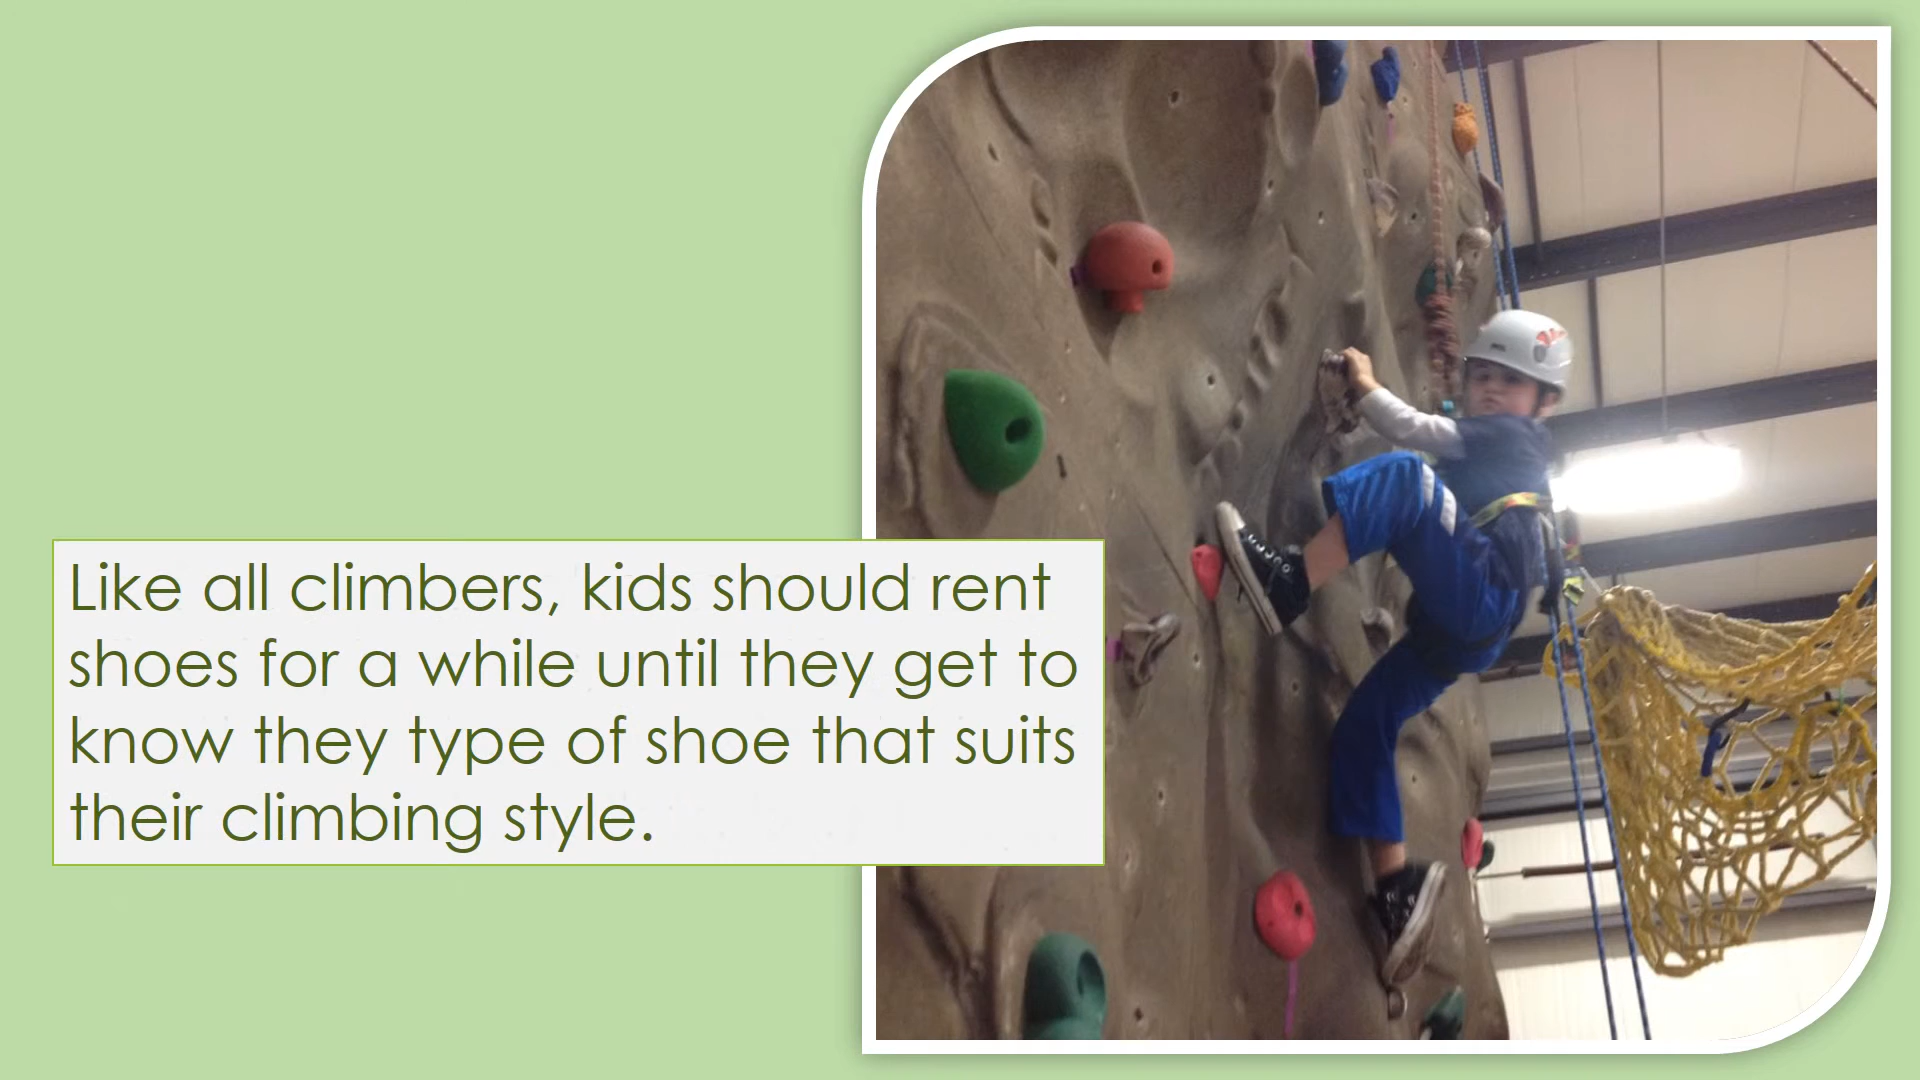 Like all climbers, kids should rent
shoes for a while until they get to
know they type of shoe that suits
their climbing style.